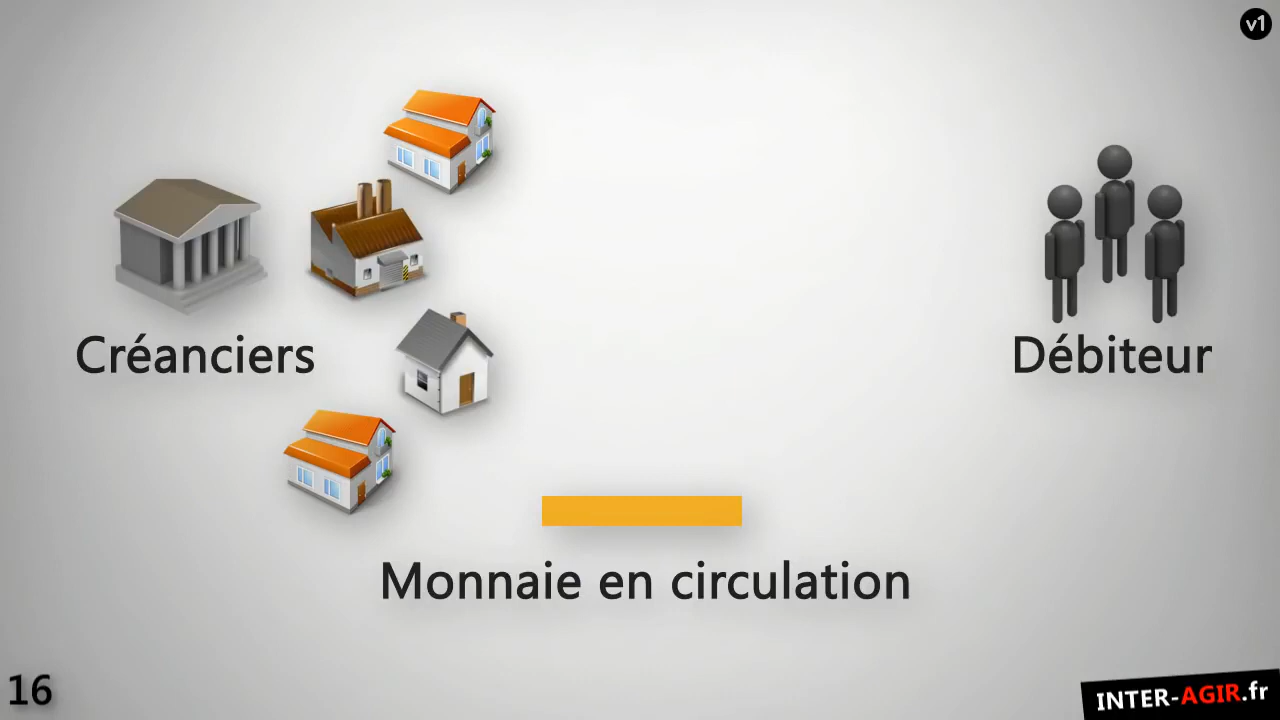 v1
Créanciers
Débiteur
Monnaie en circulation
16
INTER-AGIR.fr